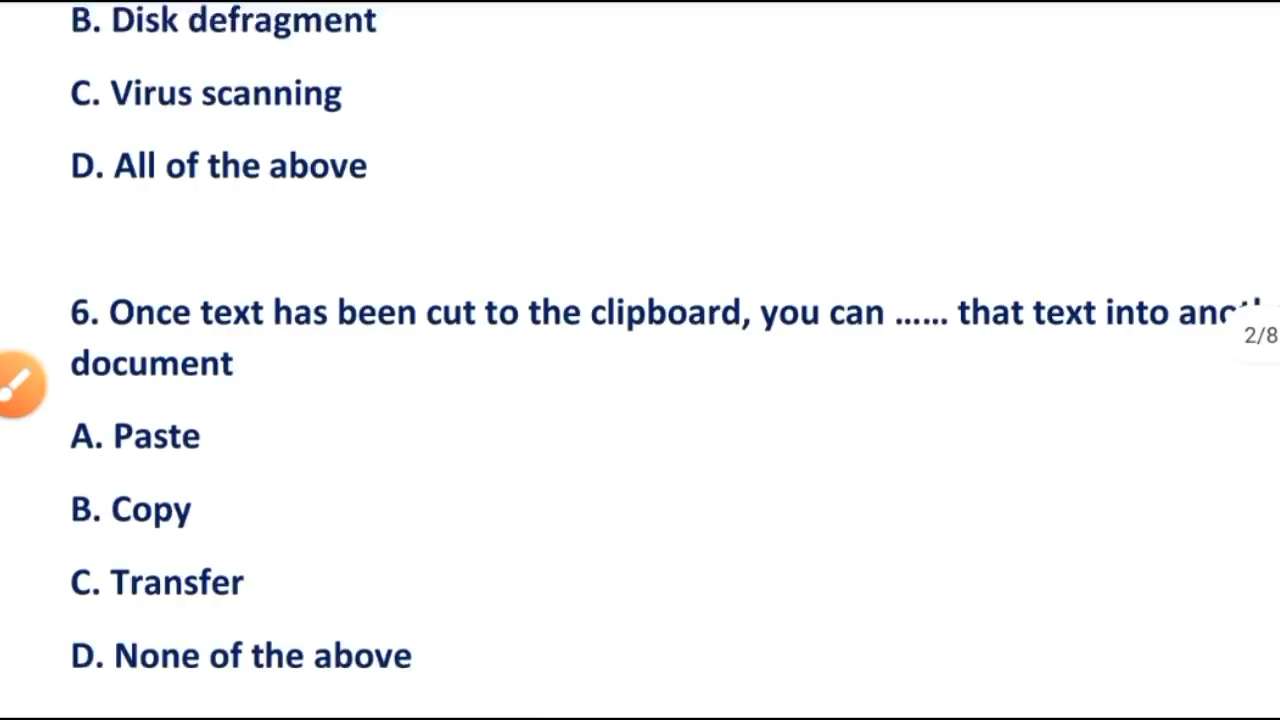 B. Disk defragment
C. Virus scanning
D. All of the above
6. Once text has been cut to the clipboard, you can ...... that text into
2/8
document
A. Paste
B. Copy
C. Transfer
D. None of the above